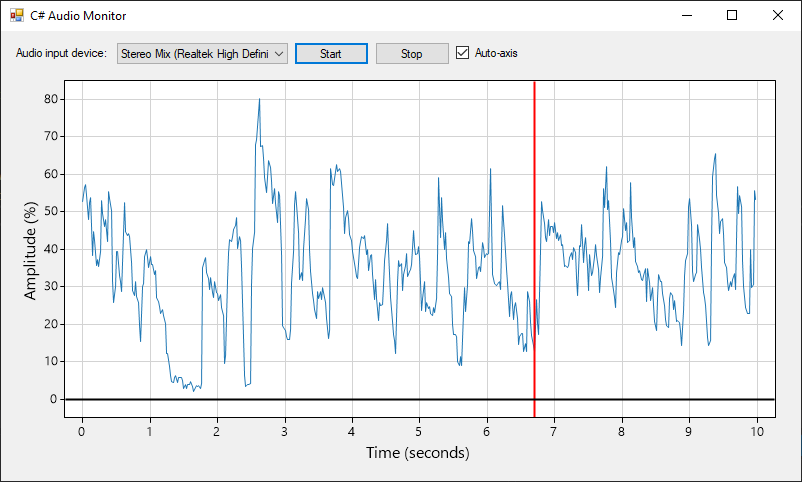 C# Audio Monitor
Audio input device: Stereo Mix (Realtek High Defini Start Stop Auto-axis
80
70
60
50
40
30
20
10
0
Amplitude (%)
0 1 2 3 4 5 6 7 8 9 10
Time (seconds)